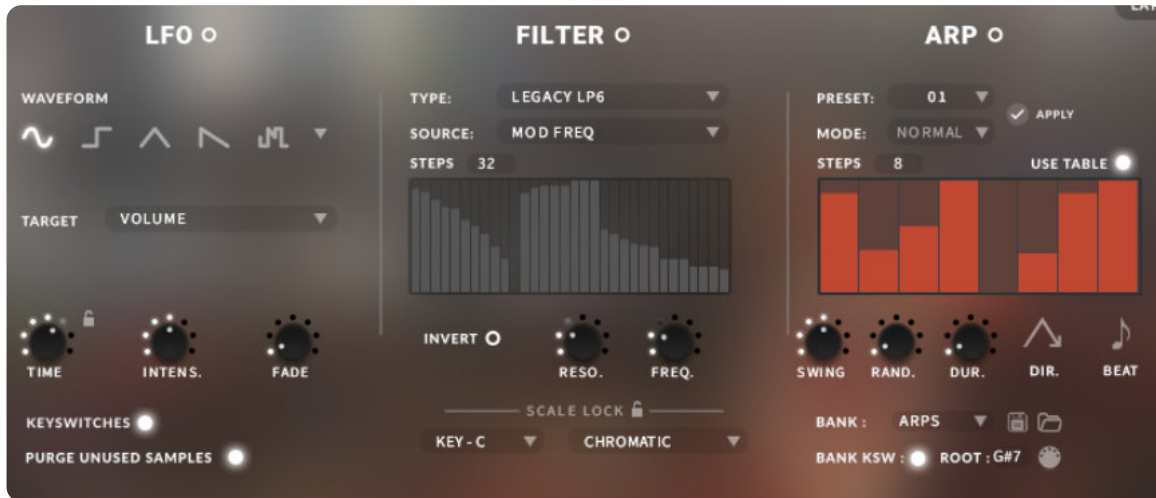 LFO
FILTER
ARP
WAVEFORM
TARGET VOLUME
TIME INTENS. FADE
KEYSWITCHES
PURGE UNUSED SAMPLES
TYPE: LEGACY LP6
SOURCE: MOD FREQ
STEPS 32
INVERT RESO. FREQ.
SCALE LOCK
KEY - C CHROMATIC
PRESET: 01
APPLY
MODE: NORMAL
STEPS 8 USE TABLE
SWING RAND. DUR. DIR. BEAT
BANK : ARPS
BANK KSW : ROOT : G#7